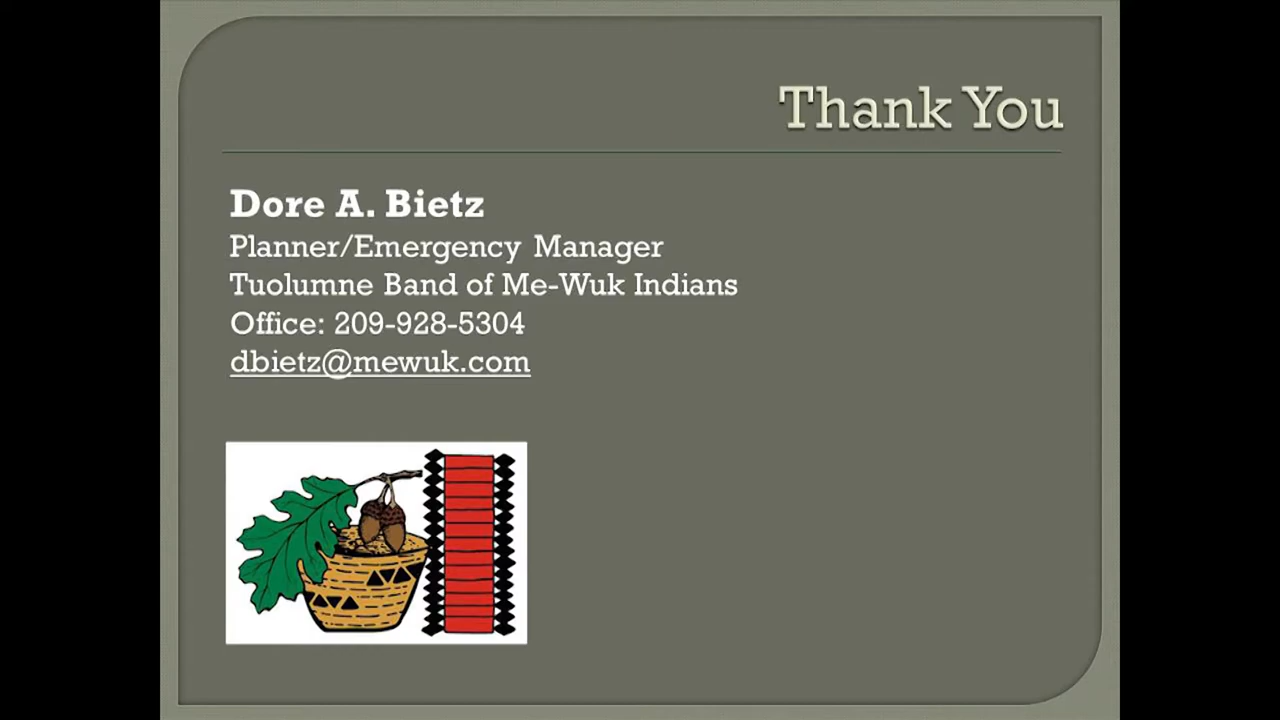 Thank You
Dore A. Bietz
Planner/Emergency Manager
Tuolumne Band of Me-Wuk Indians
Office: 209-928-5304
dbietz@mewuk.com